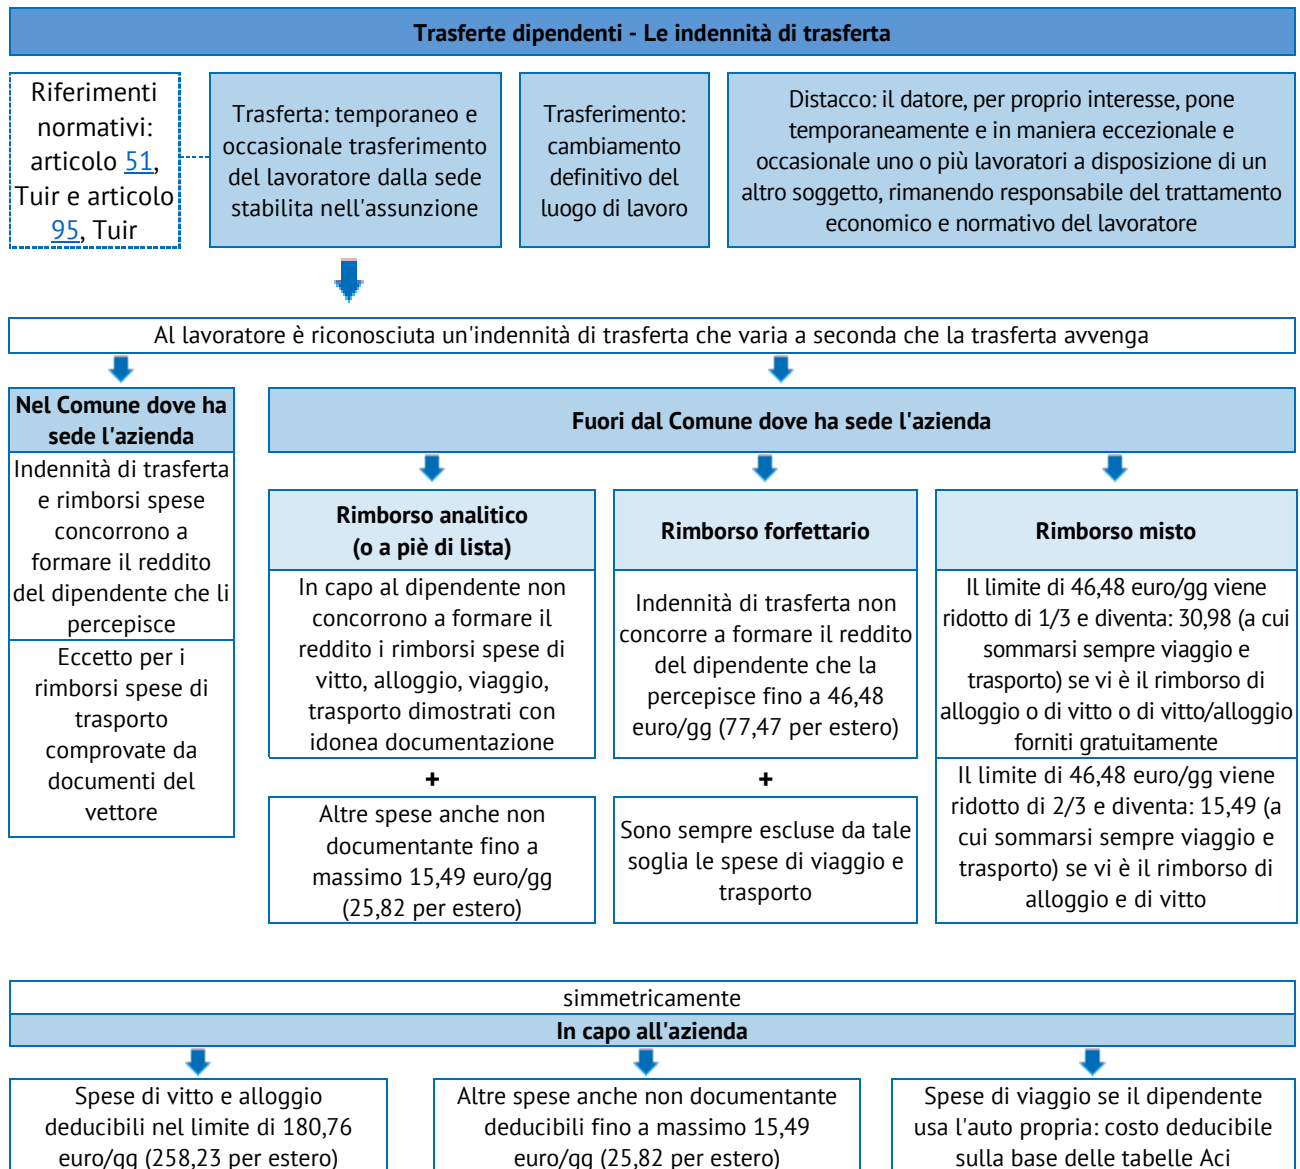 Trasferte dipendenti - Le indennità di trasferta
Riferimenti
normativi:
articolo 51,
Tuir e articolo
95, Tuir
Trasferta: temporaneo e
occasionale trasferimento
del lavoratore dalla sede
stabilita nell'assunzione
Trasferimento:
cambiamento
definitivo del
luogo di lavoro
Distacco: il datore, per proprio interesse, pone
temporaneamente e in maniera eccezionale e
occasionale uno o più lavoratori a disposizione di un
altro soggetto, rimanendo responsabile del trattamento
economico e normativo del lavoratore
Al lavoratore è riconosciuta un'indennità di trasferta che varia a seconda che la trasferta avvenga
Nel Comune dove ha
sede l'azienda
Indennità di trasferta
e rimborsi spese
concorrono a
formare il reddito
del dipendente che li
percepisce
Eccetto per i
rimborsi spese di
trasporto
comprovate da
documenti del
vettore
Fuori dal Comune dove ha sede l'azienda
Rimborso analitico
(o a piè di lista)
In capo al dipendente non
concorrono a formare il
reddito i rimborsi spese di
vitto, alloggio, viaggio,
trasporto dimostrati con
idonea documentazione
+
Altre spese anche non
documentante fino a
massimo 15,49 euro/gg
(25,82 per estero)
Rimborso forfettario
Indennità di trasferta non
concorre a formare il reddito
del dipendente che la
percepisce fino a 46,48
euro/gg (77,47 per estero)
+
Sono sempre escluse da tale
soglia le spese di viaggio e
trasporto
Rimborso misto
Il limite di 46,48 euro/gg viene
ridotto di 1/3 e diventa: 30,98 (a cui
sommarsi sempre viaggio e
trasporto) se vi è il rimborso di
alloggio o di vitto o di vitto/alloggio
forniti gratuitamente
Il limite di 46,48 euro/gg viene
ridotto di 2/3 e diventa: 15,49 (a
cui sommarsi sempre viaggio e
trasporto) se vi è il rimborso di
alloggio e di vitto
simmetricamente
In capo all'azienda
Spese di vitto e alloggio
deducibili nel limite di 180,76
euro/gg (258,23 per estero)
Altre spese anche non documentante
deducibili fino a massimo 15,49
euro/gg (25,82 per estero)
Spese di viaggio se il dipendente
usa l'auto propria: costo deducibile
sulla base delle tabelle Aci